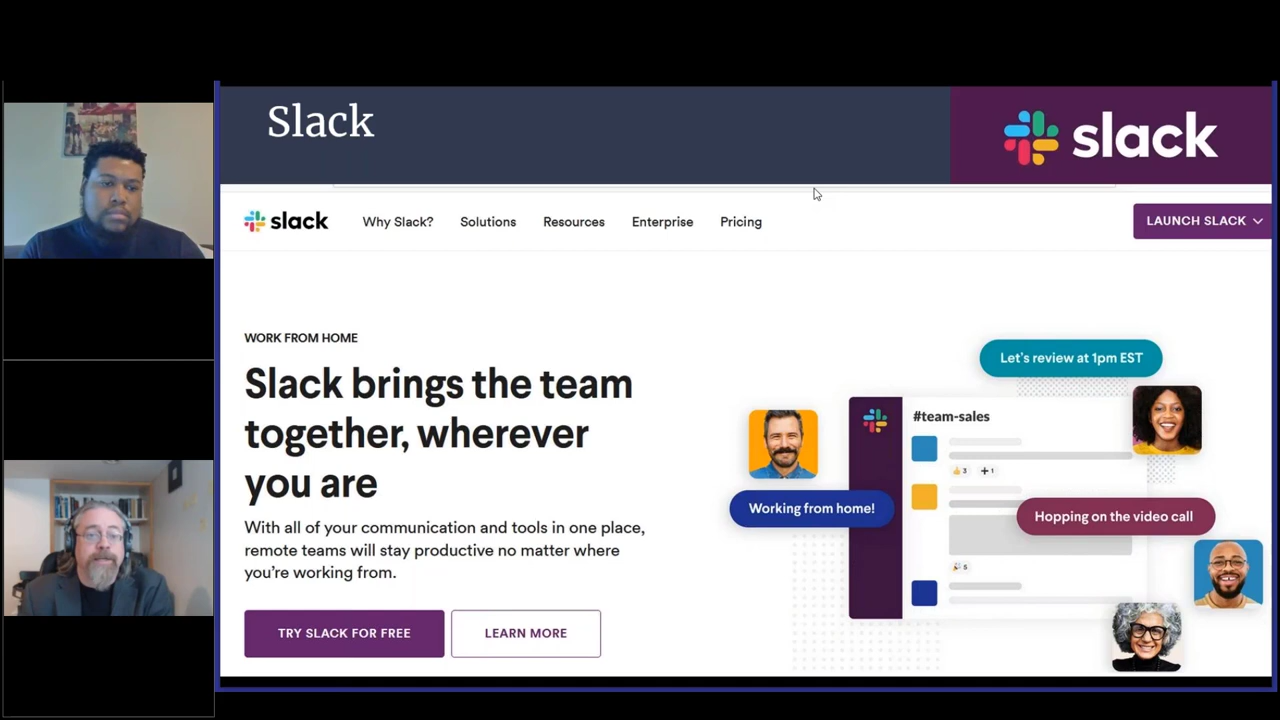 Slack
slack
slack
Why Slack?
Solutions
Resources
Enterprise
Pricing
LAUNCH SLACK
WORK FROM HOME
Slack brings the team
together, wherever
you are
With all of your communication and tools in one place,
remote teams will stay productive no matter where
you're working from.
TRY SLACK FOR FREE
LEARN MORE
Let's review at 1pm EST
#team-sales
3
+ 1
Working from home!
Hopping on the video call
5